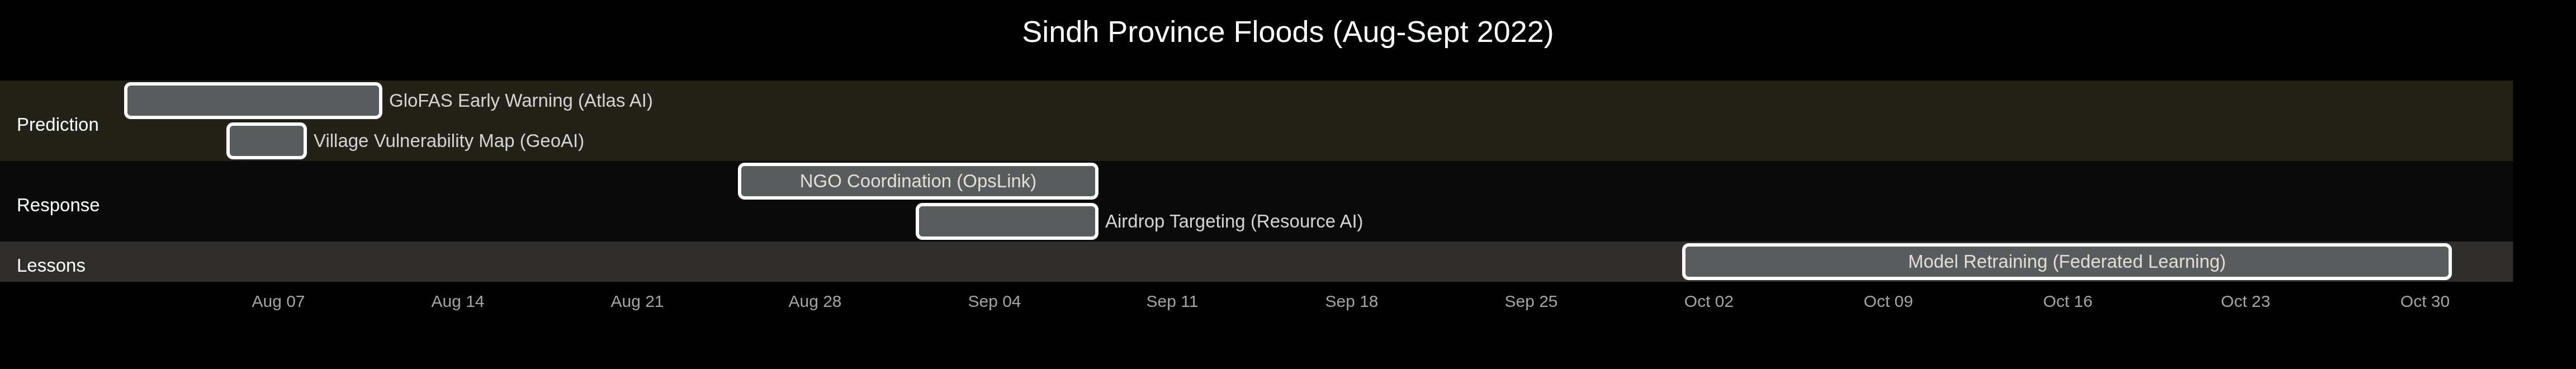 Sindh Province Floods (Aug-Sept 2022)
Prediction
GloFAS Early Warning (Atlas AI)
Village Vulnerability Map (GeoAI)
Response
NGO Coordination (OpsLink)
Airdrop Targeting (Resource AI)
Lessons
Model Retraining (Federated Learning)
Aug 07 Aug 14 Aug 21 Aug 28 Sep 04 Sep 11 Sep 18 Sep 25 Oct 02 Oct 09 Oct 16 Oct 23 Oct 30